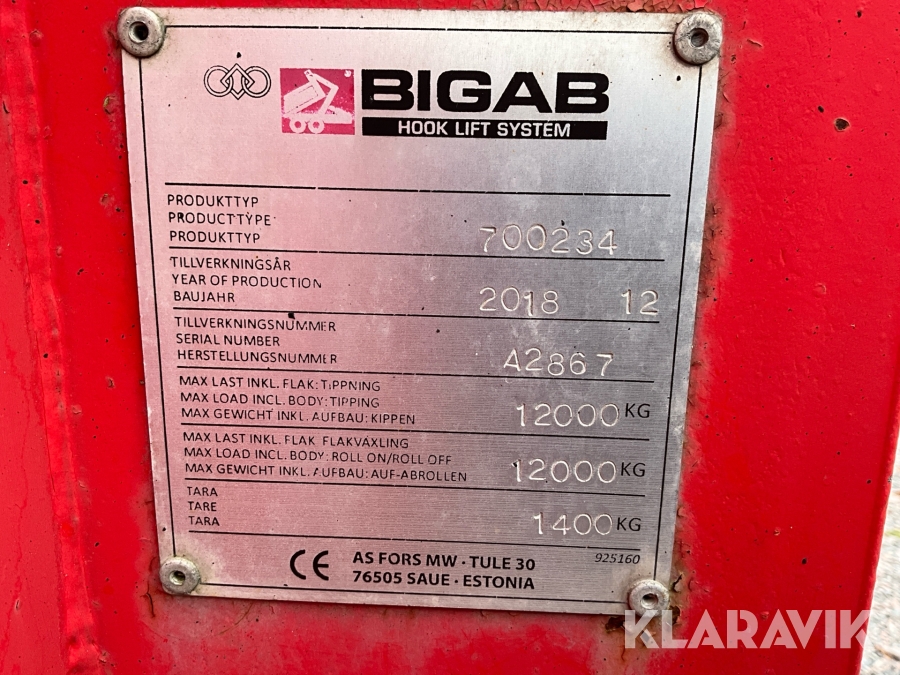 BIGAB
HOOK LIFT SYSTEM
PRODUKTTYP
PRODUCT TYPE
PRODUKTTYP 700234
TILLVERKNINGSÅR
YEAR OF PRODUCTION
BAUJAHR 2018 12
TILLVERKNINGSNUMMER
SERIAL NUMBER
HERSTELLUNGSNUMMER A2867
MAX LAST INKL. FLAK: TIPPNING
MAX LOAD INCL. BODY: TIPPING
MAX GEWICHT INKL. AUFBAU: KIPPEN 12000 KG
MAX LAST INKL. FLAK FLAKVÄXLING
MAX LOAD INCL. BODY: ROLL ON/ROLL OFF
MAX GEWICHT INKL. AUFBAU: AUF-ABROLLEN 12000 KG
TARA
TARE
TARA 1400 KG
CE AS FORS MW · TULE 30 925160
76505 SAUE · ESTONIA
KLARAVIK